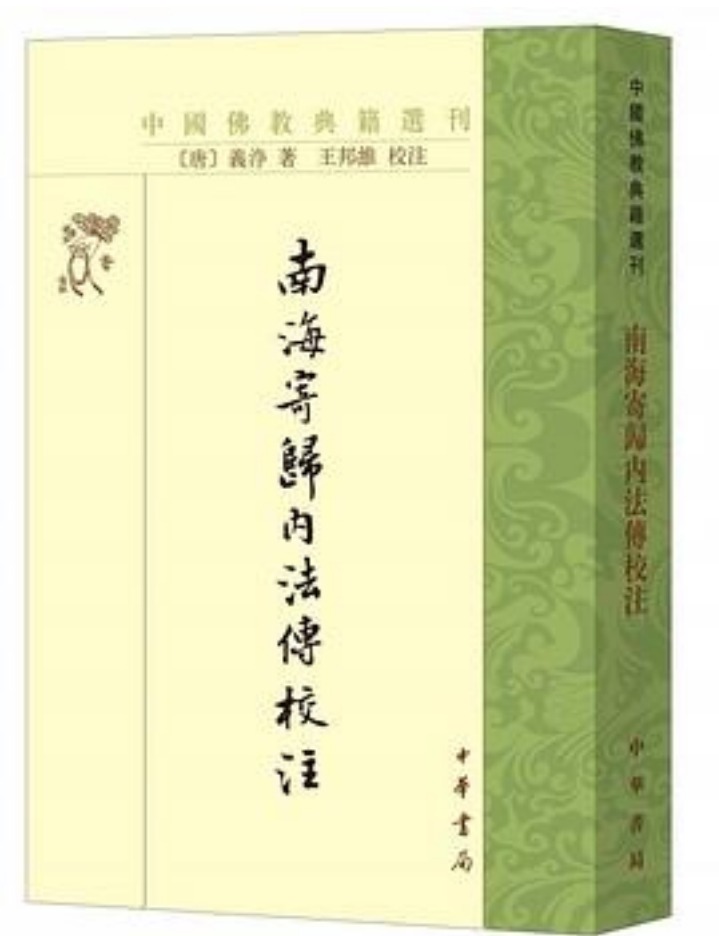 中國佛教典籍選刊
〔唐〕義淨 著 王邦維 校注
南海寄歸內法傳校注
中華書局
中國佛教典籍選刊
南海寄歸內法傳校注
中華書局